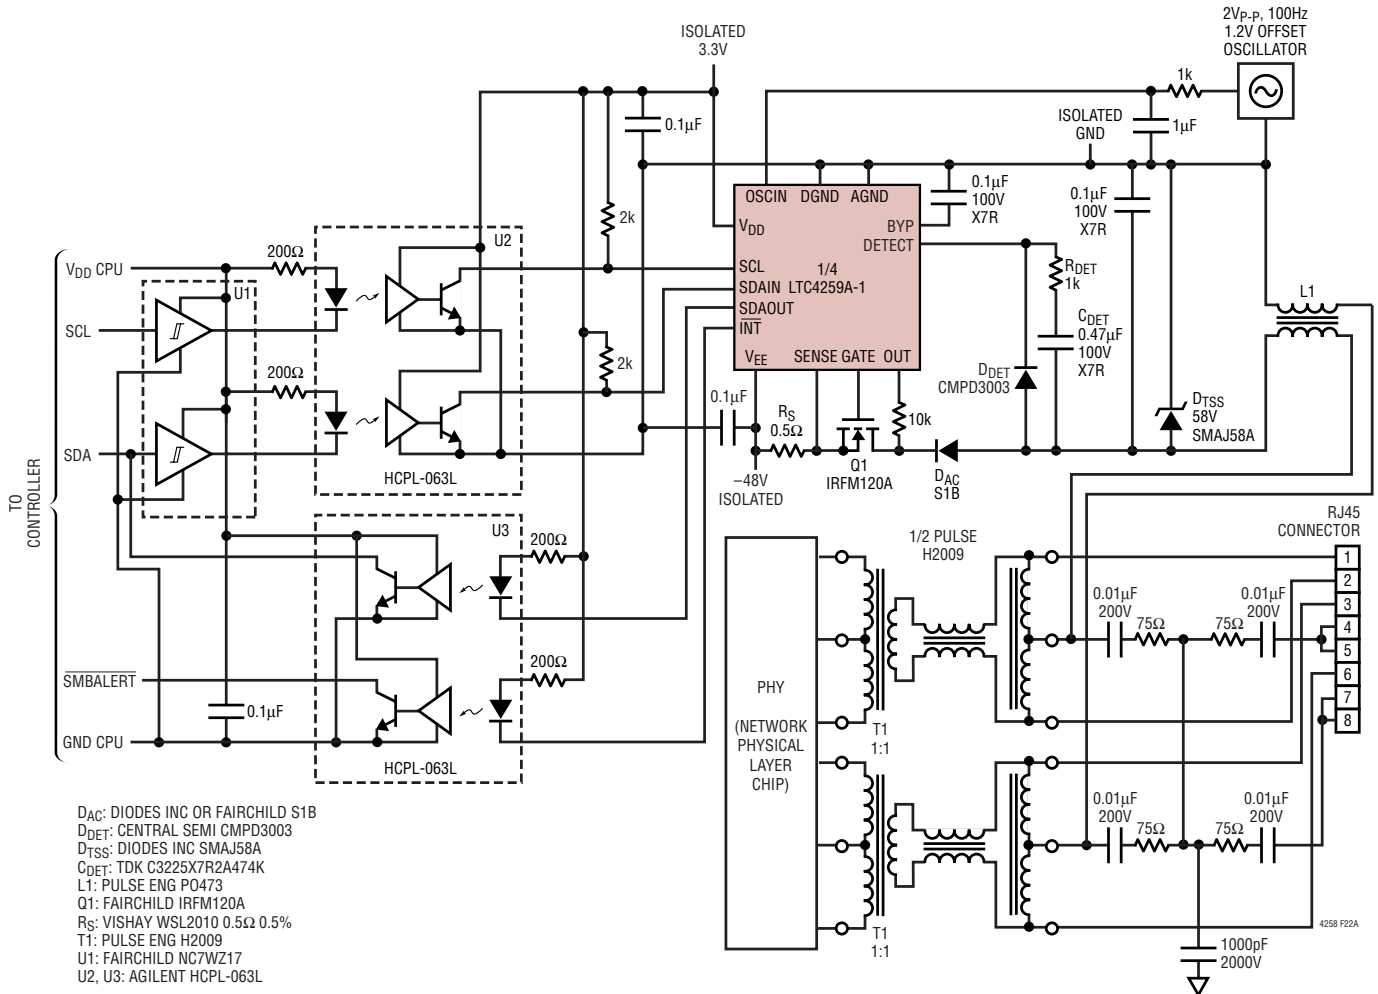 2VP-P, 100Hz
1.2V OFFSET
OSCILLATOR
ISOLATED
3.3V
1k
ISOLATED
GND
1µF
0.1µF
OSCIN DGND AGND
0.1µF
100V
X7R
0.1µF
100V
X7R
VDD
BYP
DETECT
2k
U2
200Ω
VDD CPU
U1
SCL
SCL
1/4
SDAIN LTC4259A-1
SDAOUT
INT
RDET
1k
L1
CDET
0.47µF
100V
X7R
VEE SENSE GATE OUT
2k
200Ω
DDET
CMPD3003
0.1µF
RS
0.5Ω
10k
DTSS
58V
SMAJ58A
SDA
HCPL-063L
Q1
IRFM120A
DAC
S1B
–48V
ISOLATED
TO
CONTROLLER
U3
200Ω
1/2 PULSE
H2009
RJ45
CONNECTOR
1
2
3
4
5
6
7
8
0.01µF
200V
75Ω
75Ω
0.01µF
200V
200Ω
SMBALERT
0.1µF
GND CPU
HCPL-063L
PHY
(NETWORK
PHYSICAL
LAYER
CHIP)
T1
1:1
0.01µF
200V
75Ω
75Ω
0.01µF
200V
T1
1:1
4258 F22A
1000pF
2000V
DAC: DIODES INC OR FAIRCHILD S1B
DDET: CENTRAL SEMI CMPD3003
DTSS: DIODES INC SMAJ58A
CDET: TDK C3225X7R2A474K
L1: PULSE ENG PO473
Q1: FAIRCHILD IRFM120A
RS: VISHAY WSL2010 0.5Ω 0.5%
T1: PULSE ENG H2009
U1: FAIRCHILD NC7WZ17
U2, U3: AGILENT HCPL-063L